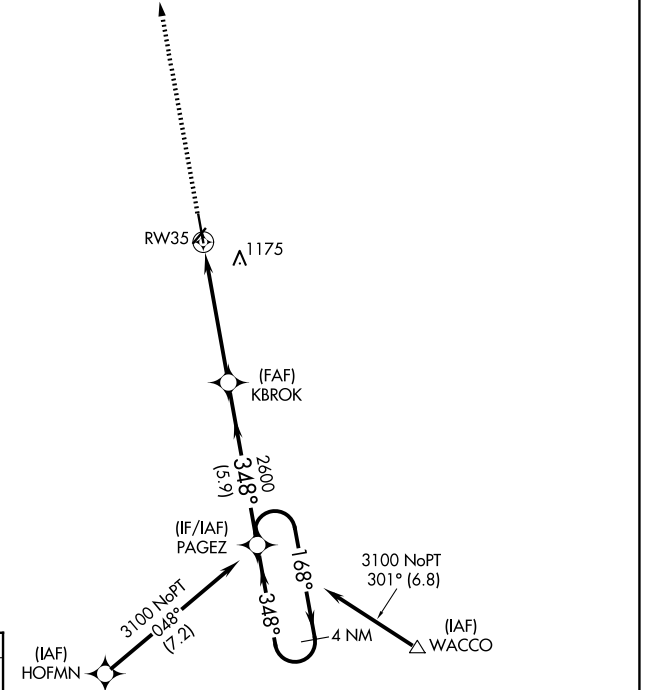 RW35
1175
(FAF)
KBROK
2600
348°
(5.9)
(IF/IAF)
PAGEZ
168°
348°
4 NM
3100 NoPT
301° (6.8)
(IAF)
WACCO
3100 NoPT
048°
(7.2)
(IAF)
HOFMN